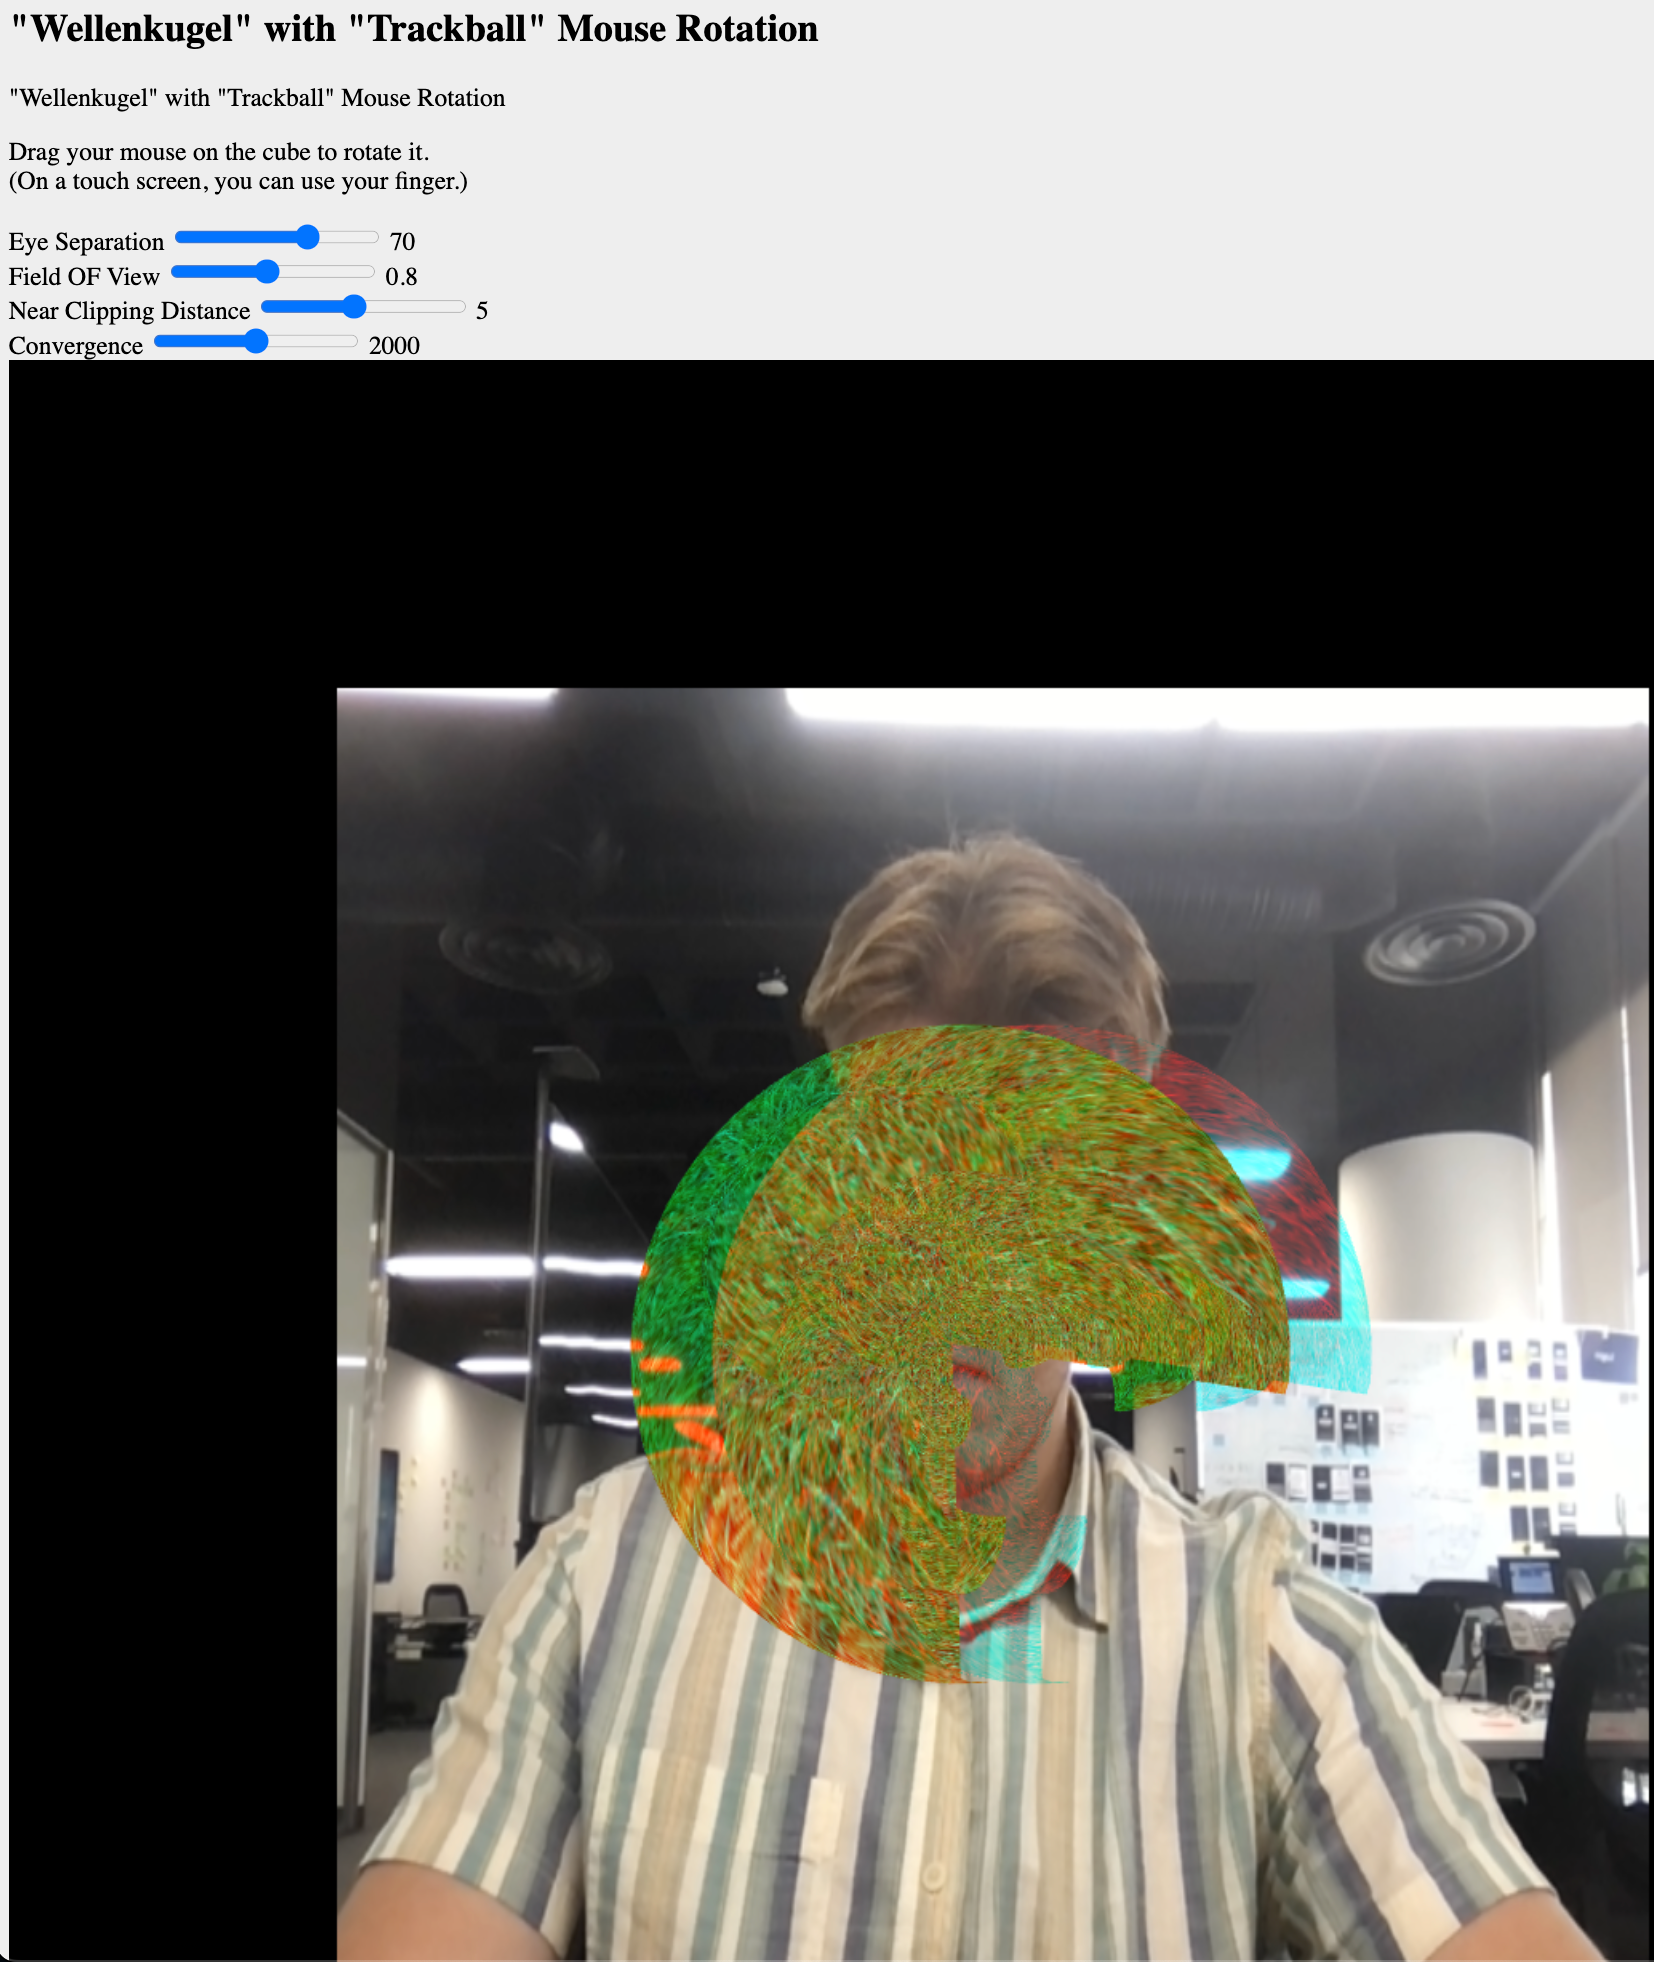 "Wellenkugel" with "Trackball" Mouse Rotation
"Wellenkugel" with "Trackball" Mouse Rotation
Drag your mouse on the cube to rotate it.
(On a touch screen, you can use your finger.)
Eye Separation 70
Field OF View 0.8
Near Clipping Distance 5
Convergence 2000